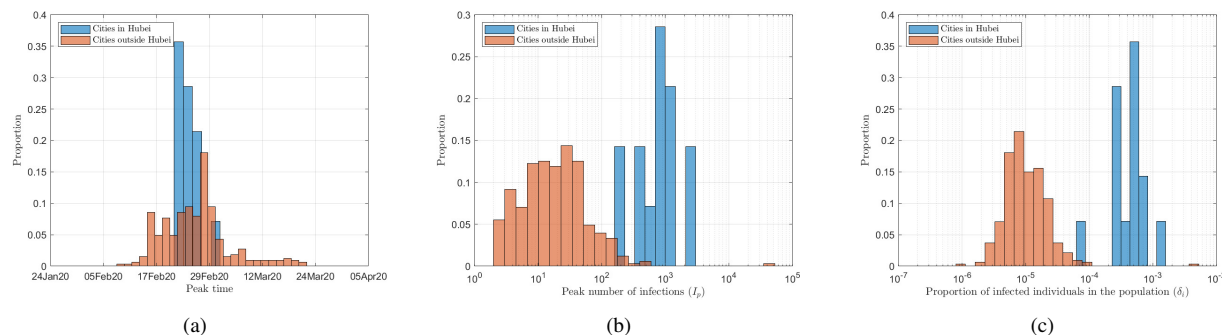 0.4
0.35
0.3
0.25
0.2
0.15
0.1
0.05
0
Proportion
Cities in Hubei
Cities outside Hubei
24Jan20 05Feb20 17Feb20 29Feb20 12Mar20 24Mar20 05Apr20
Peak time
(a)
0.3
0.25
0.2
0.15
0.1
0.05
0
Proportion
Cities in Hubei
Cities outside Hubei
10^0 10^1 10^2 10^3 10^4 10^5
Peak number of infections (I_p)
(b)
0.4
0.35
0.3
0.25
0.2
0.15
0.1
0.05
0
Proportion
Cities in Hubei
Cities outside Hubei
10^-7 10^-6 10^-5 10^-4 10^-3
Proportion of infected individuals in the population (δ_i)
(c)